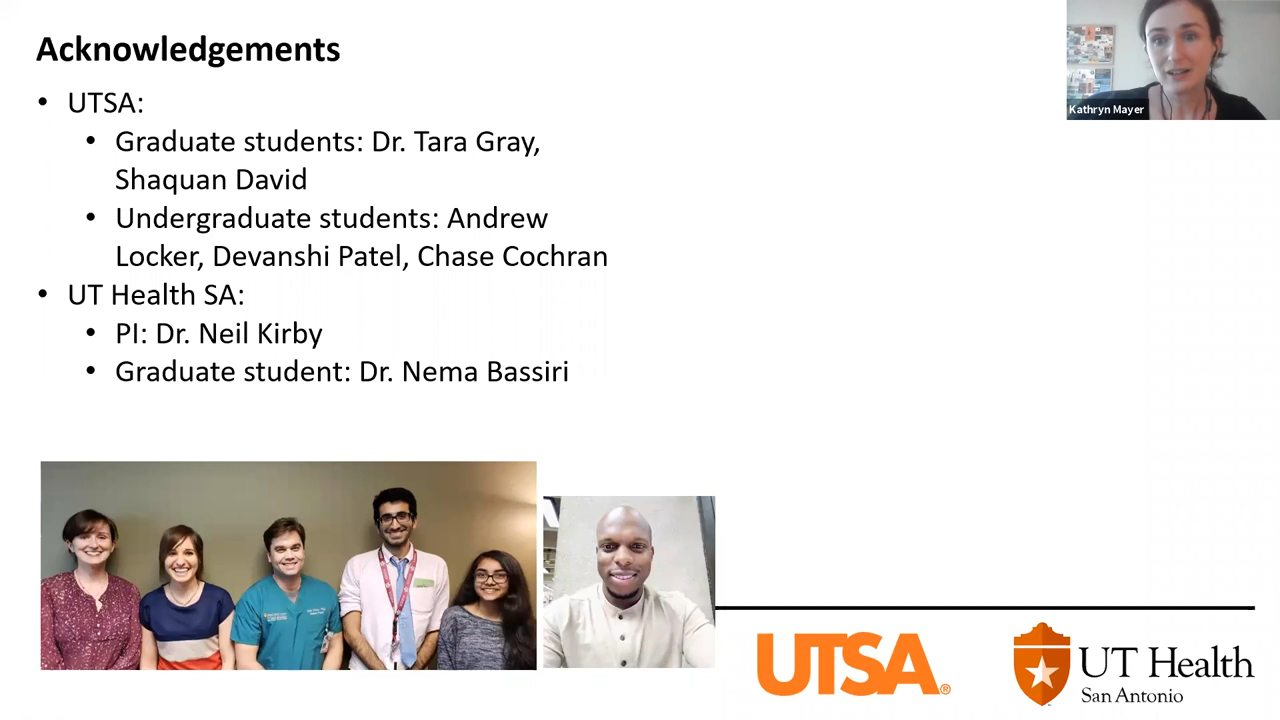 Acknowledgements
• UTSA:
• Graduate students: Dr. Tara Gray,
Shaquan David
• Undergraduate students: Andrew
Locker, Devanshi Patel, Chase Cochran
• UT Health SA:
• PI: Dr. Neil Kirby
• Graduate student: Dr. Nema Bassiri
Kathryn Mayer
UTSA®
UT Health
San Antonio